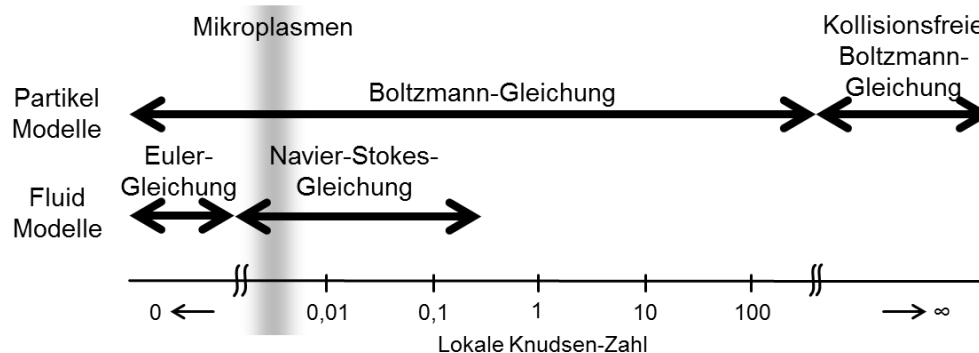 Mikroplasmen
Kollisionsfreie
Boltzmann-
Gleichung
Partikel
Modelle
Boltzmann-Gleichung
Euler-
Gleichung
Navier-Stokes-
Gleichung
Fluid
Modelle
0 ← 0,01 0,1 1 10 100 → ∞
Lokale Knudsen-Zahl